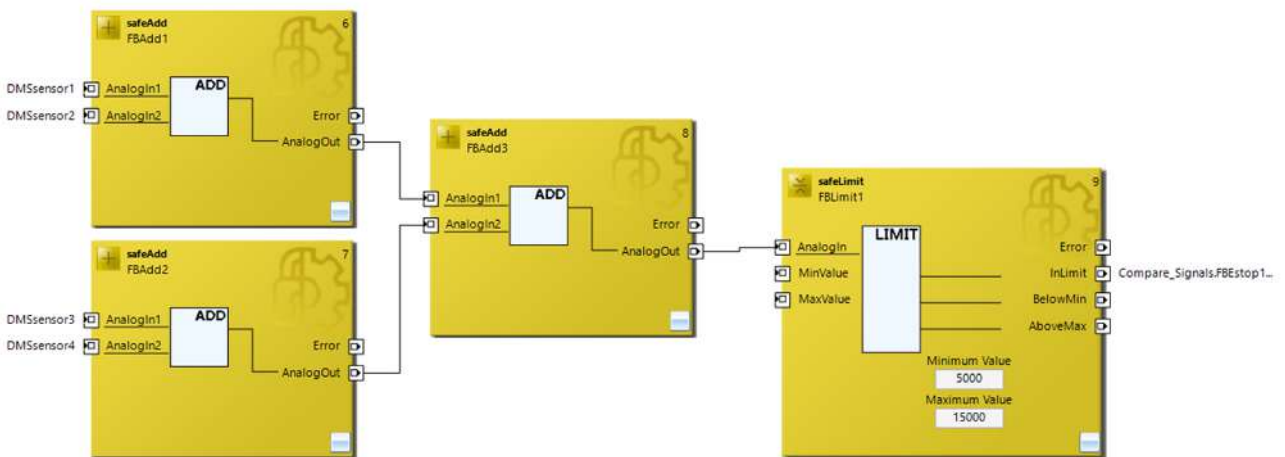 safeAdd 6
FBAdd1
DMSsensor1 AnalogIn1 ADD
DMSsensor2 AnalogIn2 Error
AnalogOut
safeAdd 7
FBAdd2
DMSsensor3 AnalogIn1 ADD
DMSsensor4 AnalogIn2 Error
AnalogOut
safeAdd 8
FBAdd3
AnalogIn1 ADD
AnalogIn2 Error
AnalogOut
safeLimit 9
FBLimit1
AnalogIn LIMIT Error
MinValue InLimit Compare_Signals.FBEstop1...
MaxValue BelowMin
AboveMax
Minimum Value
5000
Maximum Value
15000